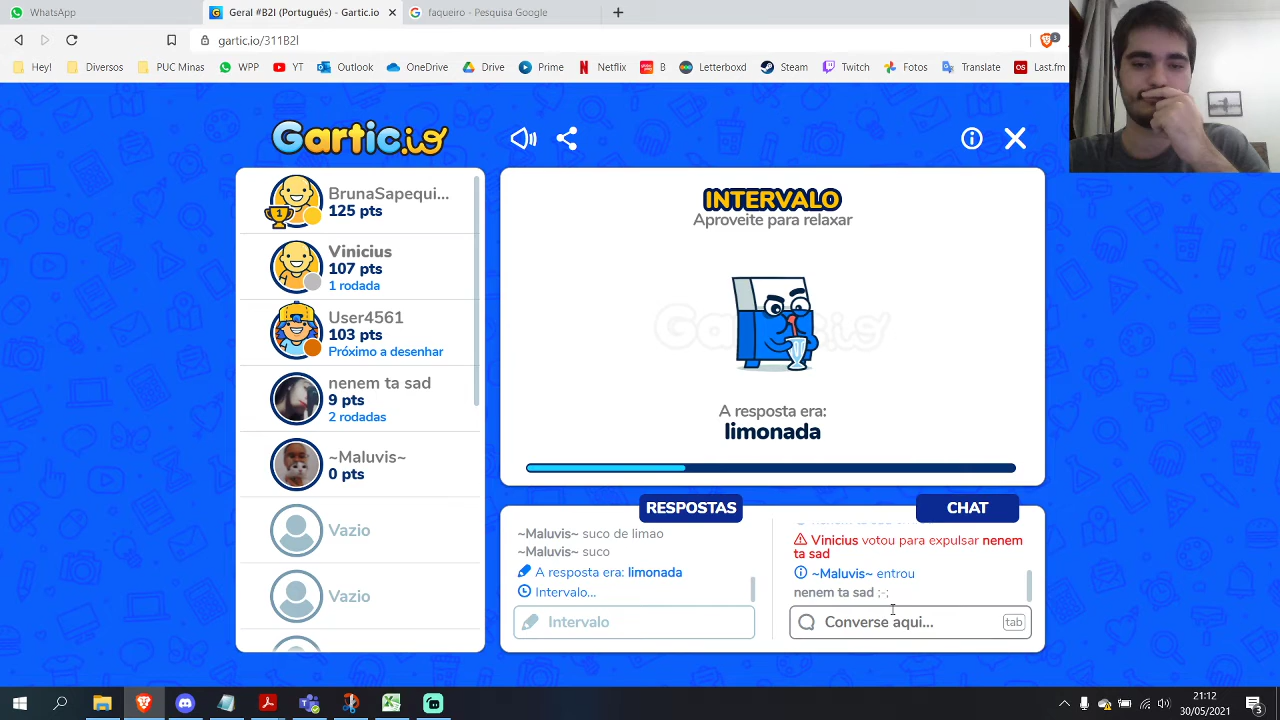 WhatsApp
Geral #B2I (Português) - Gartic.io
faqueiro - Pesquisa Google
gartic.io/311B2I
3
Hey!
Diversos
PUC Minas
WPP
YT
Outlook
OneDrive
Drive
Prime
Netflix
B
Letterboxd
Steam
Twitch
Fotos
Translate
Last.fm
Gartic.io
BrunaSapequi...
125 pts
Vinicius
107 pts
1 rodada
User4561
103 pts
Próximo a desenhar
nenem ta sad
9 pts
2 rodadas
~Maluvis~
0 pts
Vazio
Vazio
INTERVALO
Aproveite para relaxar
A resposta era:
limonada
RESPOSTAS
~Maluvis~ suco de limao
~Maluvis~ suco
A resposta era: limonada
Intervalo...
Intervalo
CHAT
Vinicius votou para expulsar nenem
ta sad
~Maluvis~ entrou
nenem ta sad ;-;
Converse aqui...
tab
21:12
30/05/2021